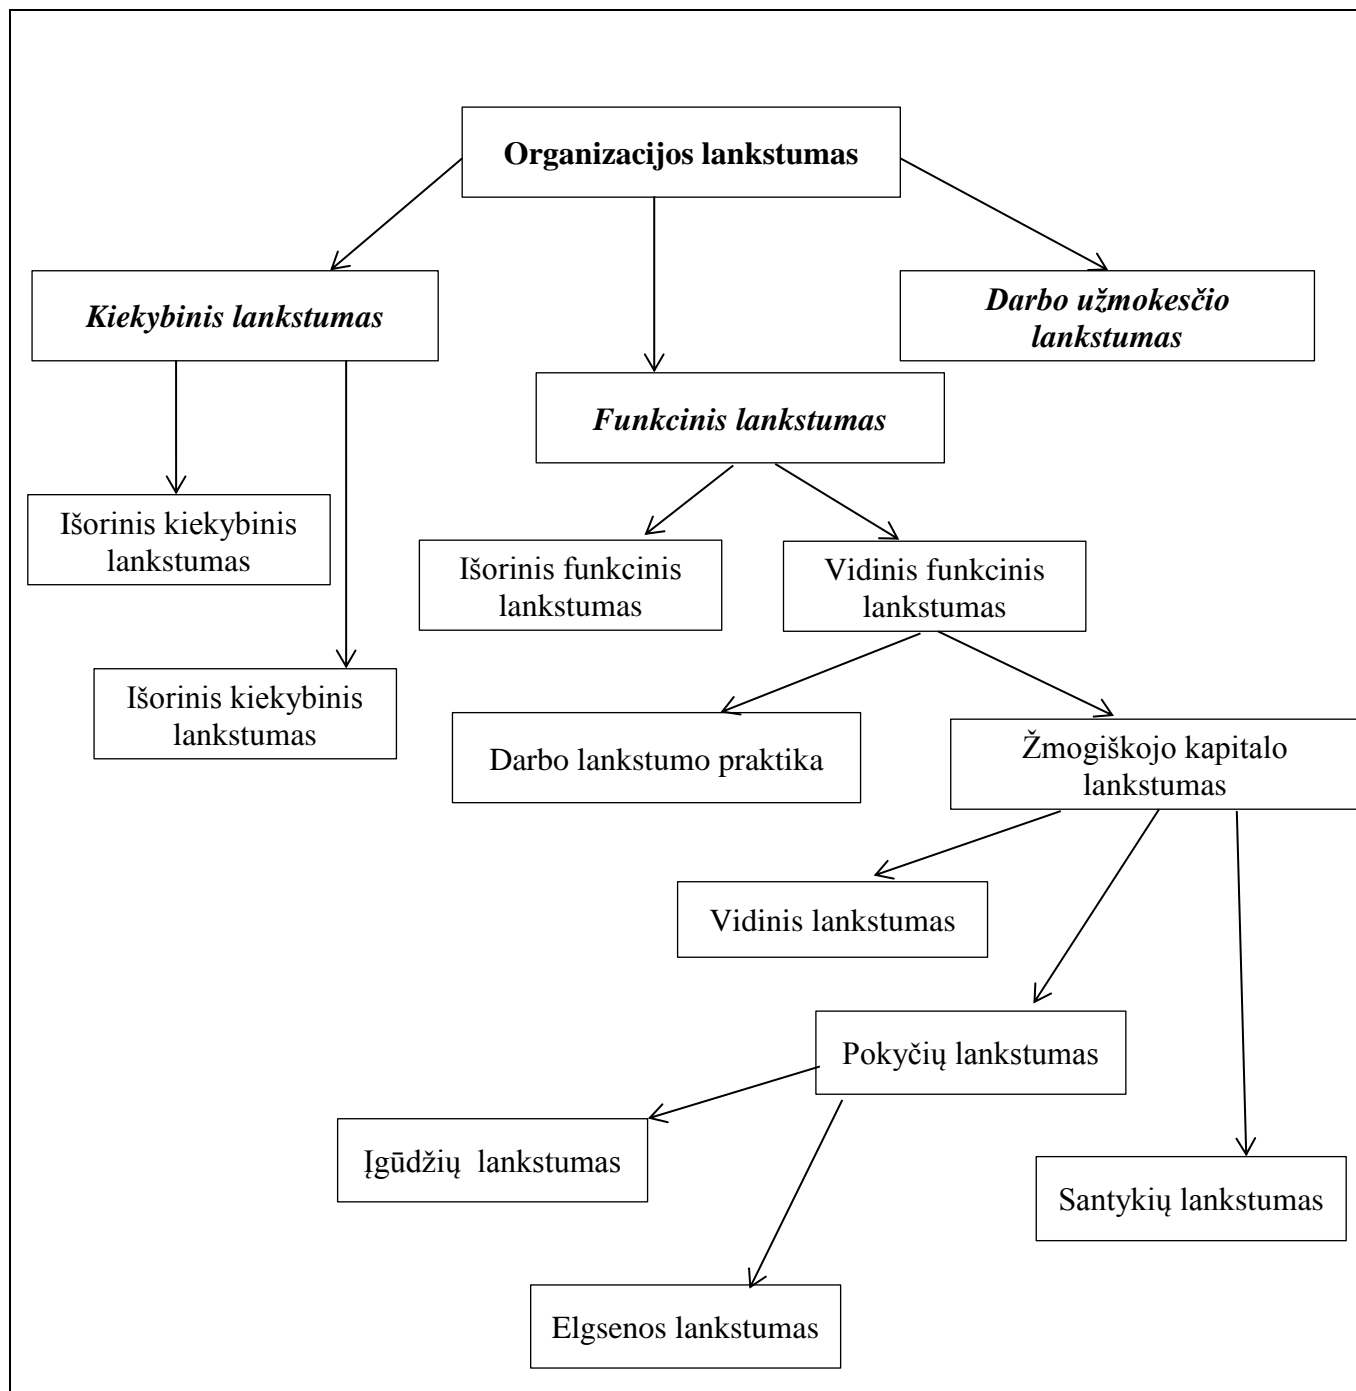 Organizacijos lankstumas
Kiekybinis lankstumas
Darbo užmokesčio
lankstumas
Funkcinis lankstumas
Išorinis kiekybinis
lankstumas
Išorinis funkcinis
lankstumas
Vidinis funkcinis
lankstumas
Išorinis kiekybinis
lankstumas
Darbo lankstumo praktika
Žmogiškojo kapitalo
lankstumas
Vidinis lankstumas
Pokyčių lankstumas
Įgūdžių  lankstumas
Santykių lankstumas
Elgsenos lankstumas